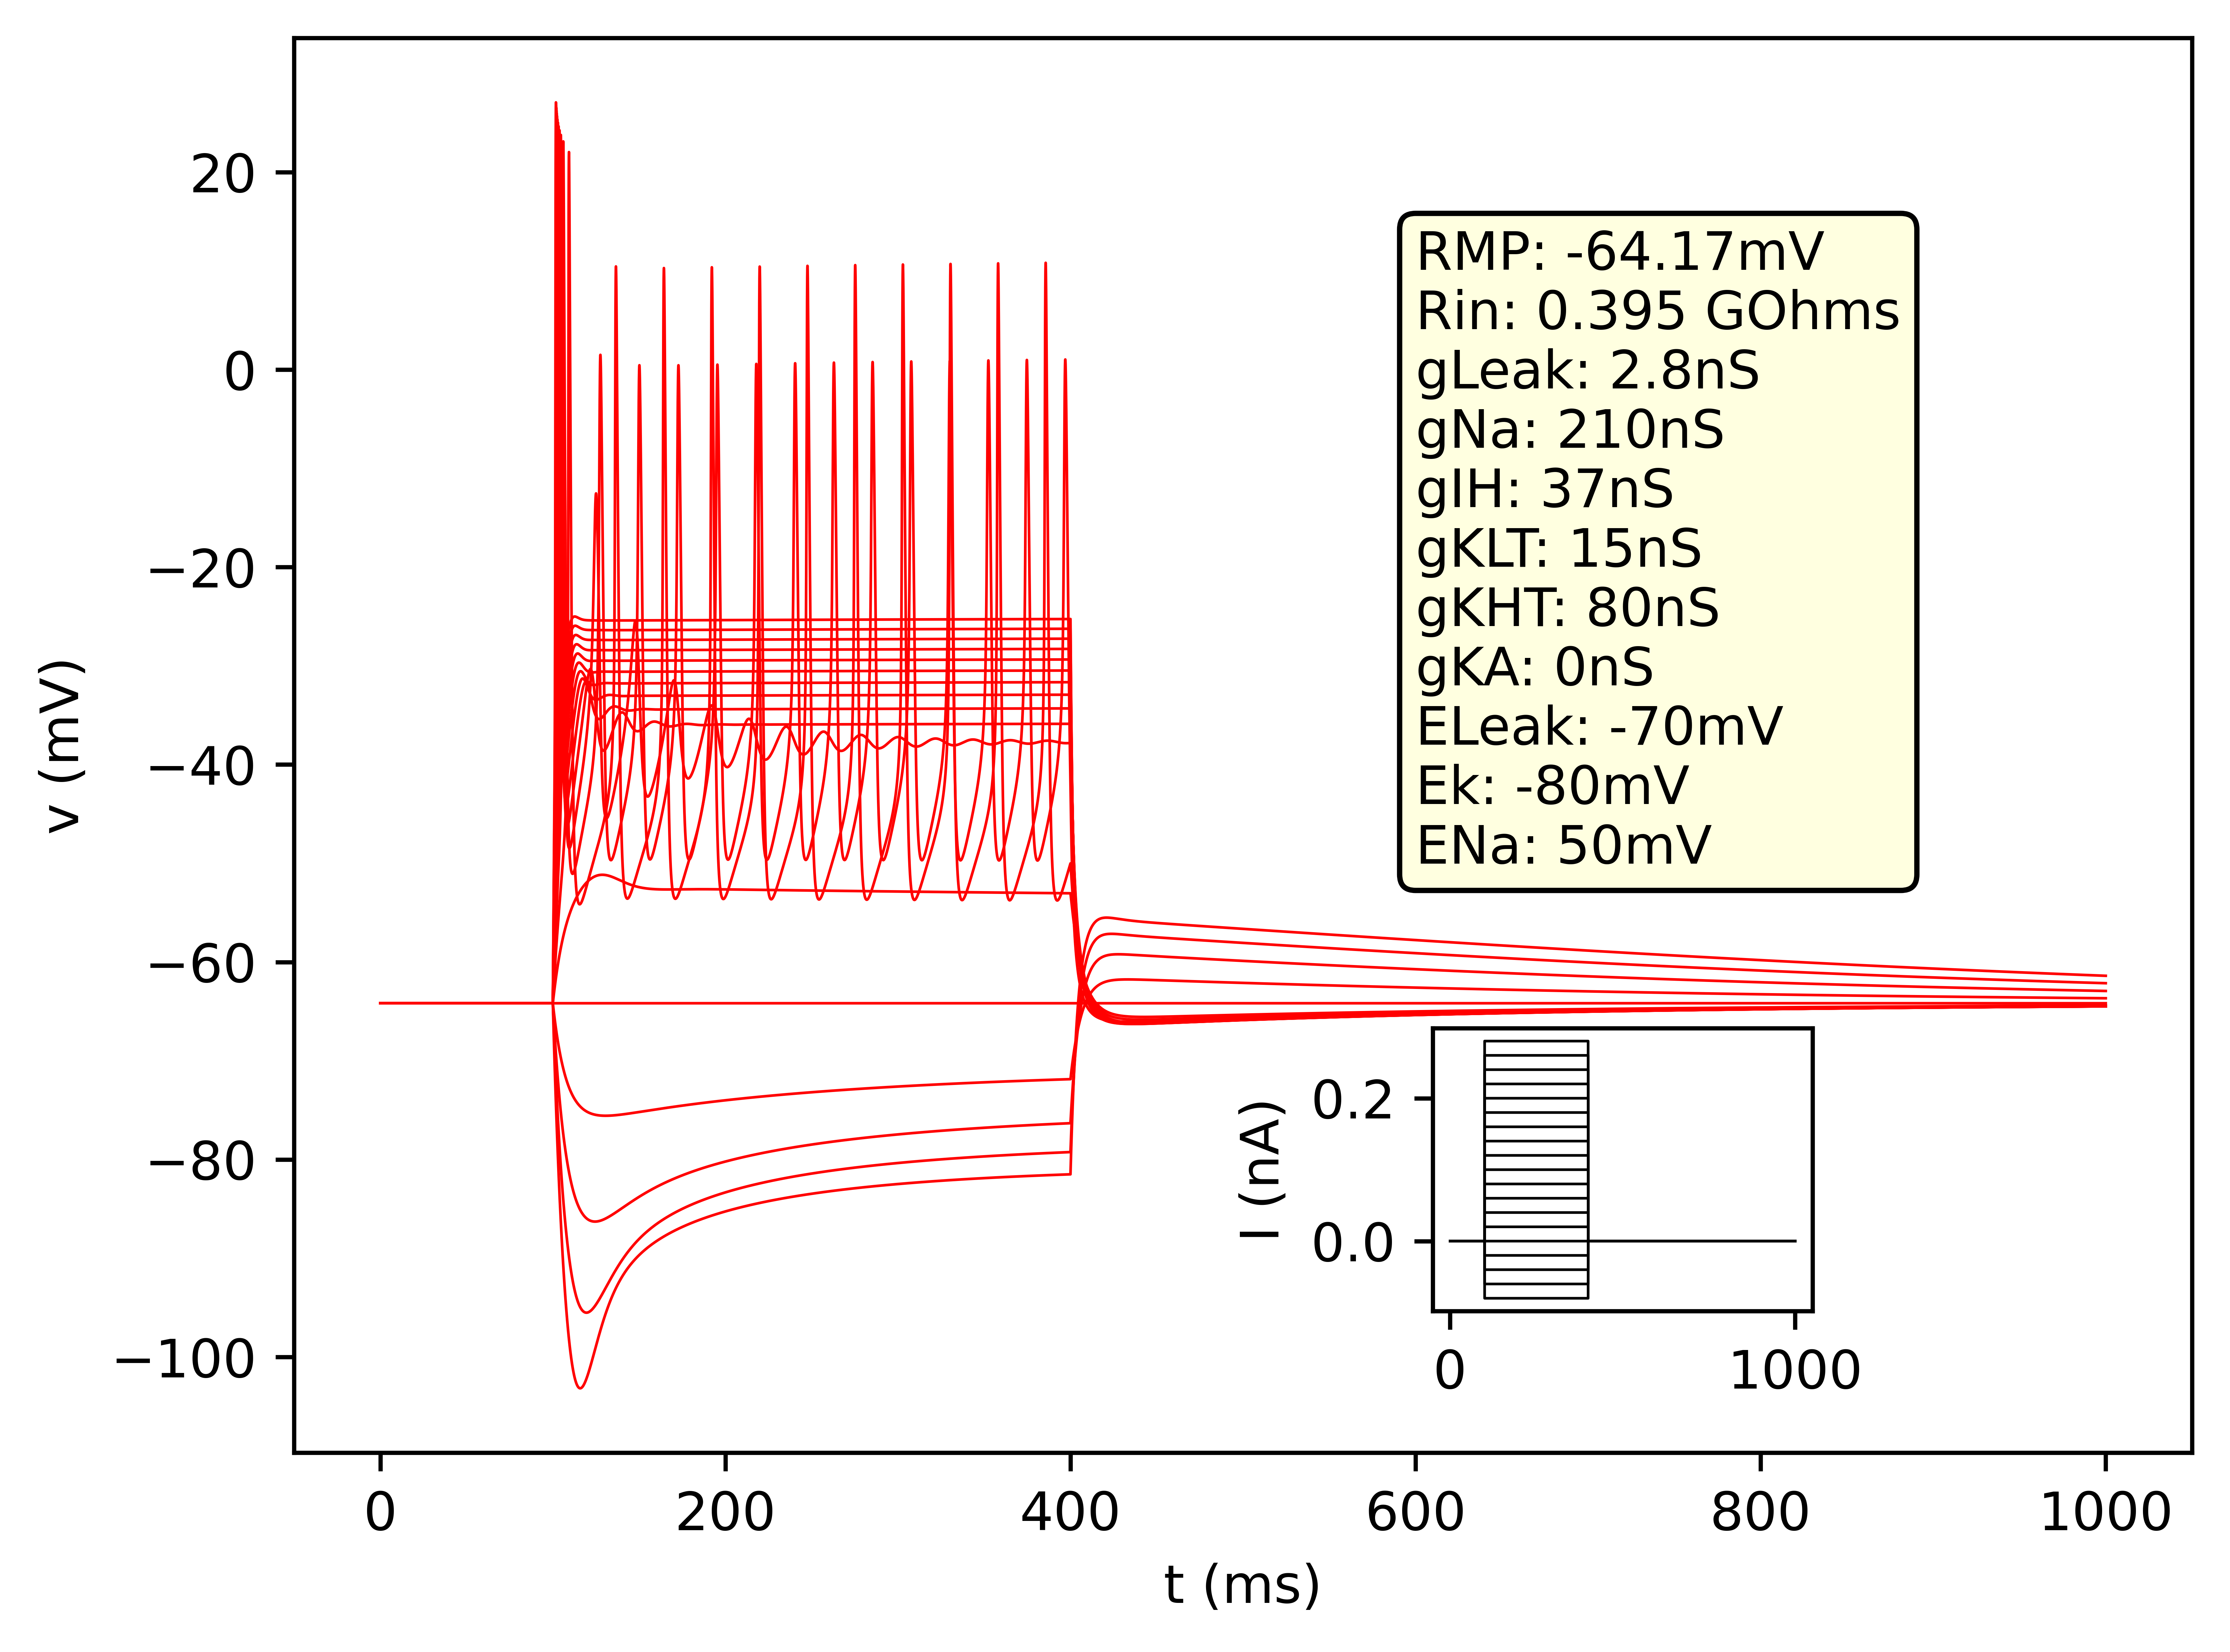 20
0
−20
−40
−60
−80
−100
v (mV)
RMP: -64.17mV
Rin: 0.395 GOhms
gLeak: 2.8nS
gNa: 210nS
gIH: 37nS
gKLT: 15nS
gKHT: 80nS
gKA: 0nS
ELeak: -70mV
Ek: -80mV
ENa: 50mV
I (nA)
0.2
0.0
0 1000
0 200 400 600 800 1000
t (ms)